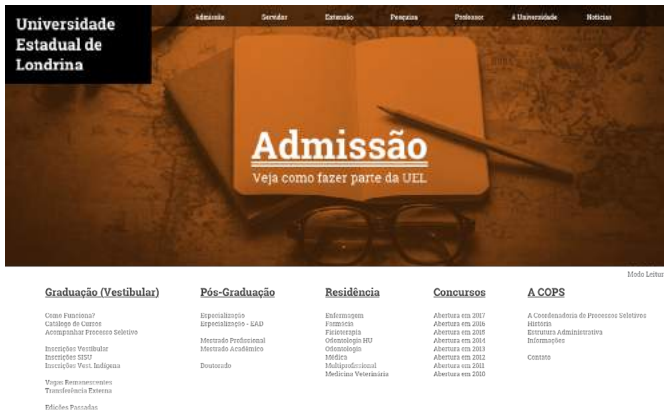 Universidade
Estadual de
Londrina
Admissão Servidor Extensão Pesquisa Professor A Universidade Notícias
Admissão
Veja como fazer parte da UEL
Modo Leitur
Graduação (Vestibular)
Como Funciona?
Catálogo de Cursos
Acompanhar Processo Seletivo
Inscrições Vestibular
Inscrições SISU
Inscrições Vest. Indígena
Vagas Remanescentes
Transferência Externa
Edições Passadas
Pós-Graduação
Especialização
Especialização - EAD
Mestrado Profissional
Mestrado Acadêmico
Doutorado
Residência
Enfermagem
Farmácia
Fisioterapia
Odontologia HU
Odontologia
Médica
Multiprofissional
Medicina Veterinária
Concursos
Abertura em 2017
Abertura em 2016
Abertura em 2015
Abertura em 2014
Abertura em 2013
Abertura em 2012
Abertura em 2011
Abertura em 2010
A COPS
A Coordenadoria de Processos Seletivos
História
Estrutura Administrativa
Informações
Contato